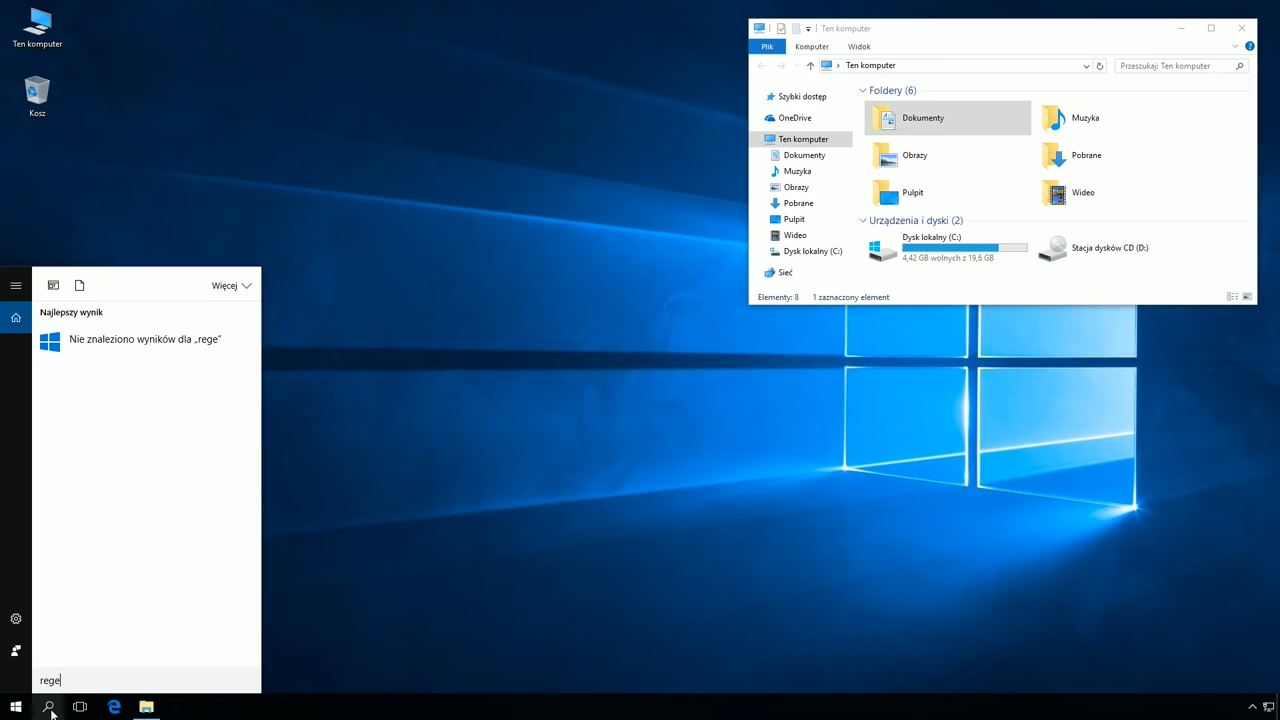 Ten komputer
Kosz
Ten komputer
Plik Komputer Widok
Ten komputer
Przeszukaj: Ten komputer
Szybki dostęp
OneDrive
Ten komputer
Dokumenty
Muzyka
Obrazy
Pobrane
Pulpit
Wideo
Dysk lokalny (C:)
Sieć
Foldery (6)
Dokumenty
Muzyka
Obrazy
Pobrane
Pulpit
Wideo
Urządzenia i dyski (2)
Dysk lokalny (C:)
4,42 GB wolnych z 19,6 GB
Stacja dysków CD (D:)
Elementy: 8 1 zaznaczony element
Więcej
Najlepszy wynik
Nie znaleziono wyników dla „rege”
rege